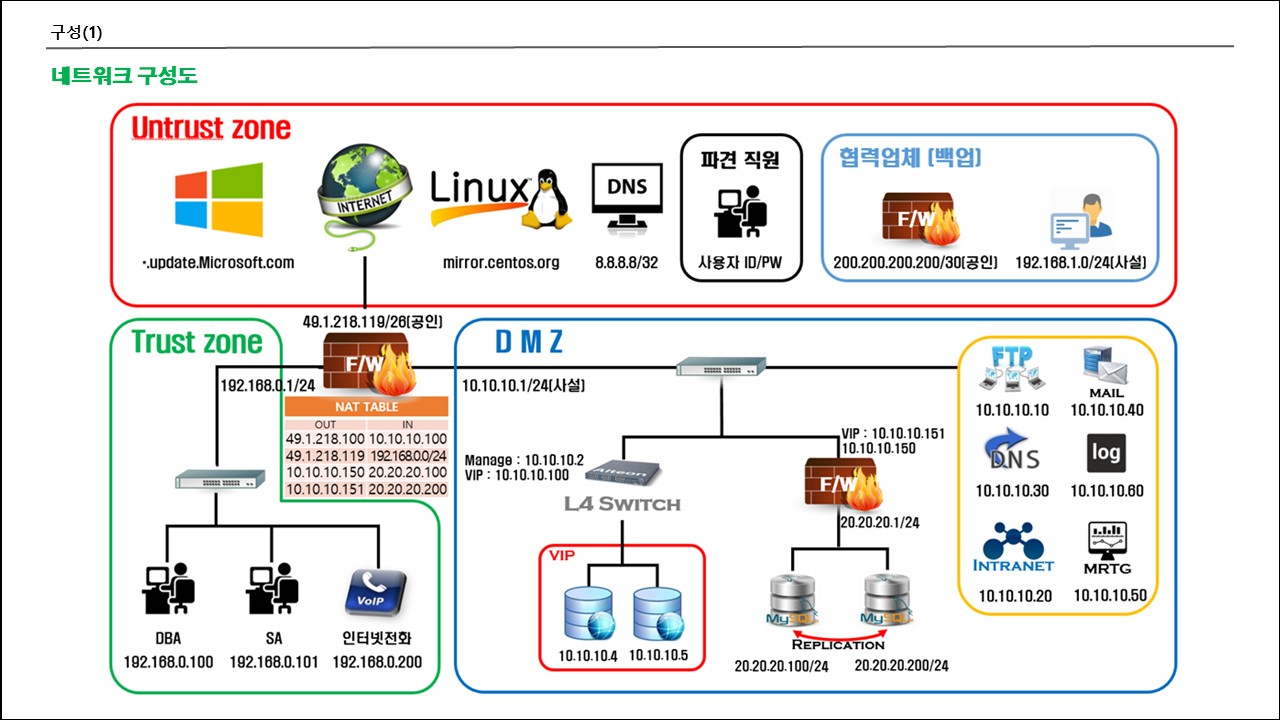 구성(1)
네트워크 구성도
Untrust zone
INTERNET
Linux
DNS
파견 직원
협력업체 (백업)
F/W
*.update.Microsoft.com
mirror.centos.org
8.8.8.8/32
사용자 ID/PW
200.200.200.200/30(공인)
192.168.1.0/24(사설)
49.1.218.119/26(공인)
Trust zone
F/W
192.168.0.1/24
NAT TABLE
OUT IN
49.1.218.100 10.10.10.100
49.1.218.119 192.168.0.0/24
10.10.10.150 20.20.20.100
10.10.10.151 20.20.20.200
VoIP
DBA
SA
인터넷전화
192.168.0.100
192.168.0.101
192.168.0.200
D M Z
10.10.10.1/24(사설)
Manage : 10.10.10.2
VIP : 10.10.10.100
Alteon
L4 SWITCH
VIP
10.10.10.4
10.10.10.5
VIP : 10.10.10.151
10.10.10.150
F/W
20.20.20.1/24
MySQL
MySQL
REPLICATION
20.20.20.100/24
20.20.20.200/24
FTP
MAIL
10.10.10.10
10.10.10.40
DNS
log
10.10.10.30
10.10.10.60
INTRANET
MRTG
10.10.10.20
10.10.10.50